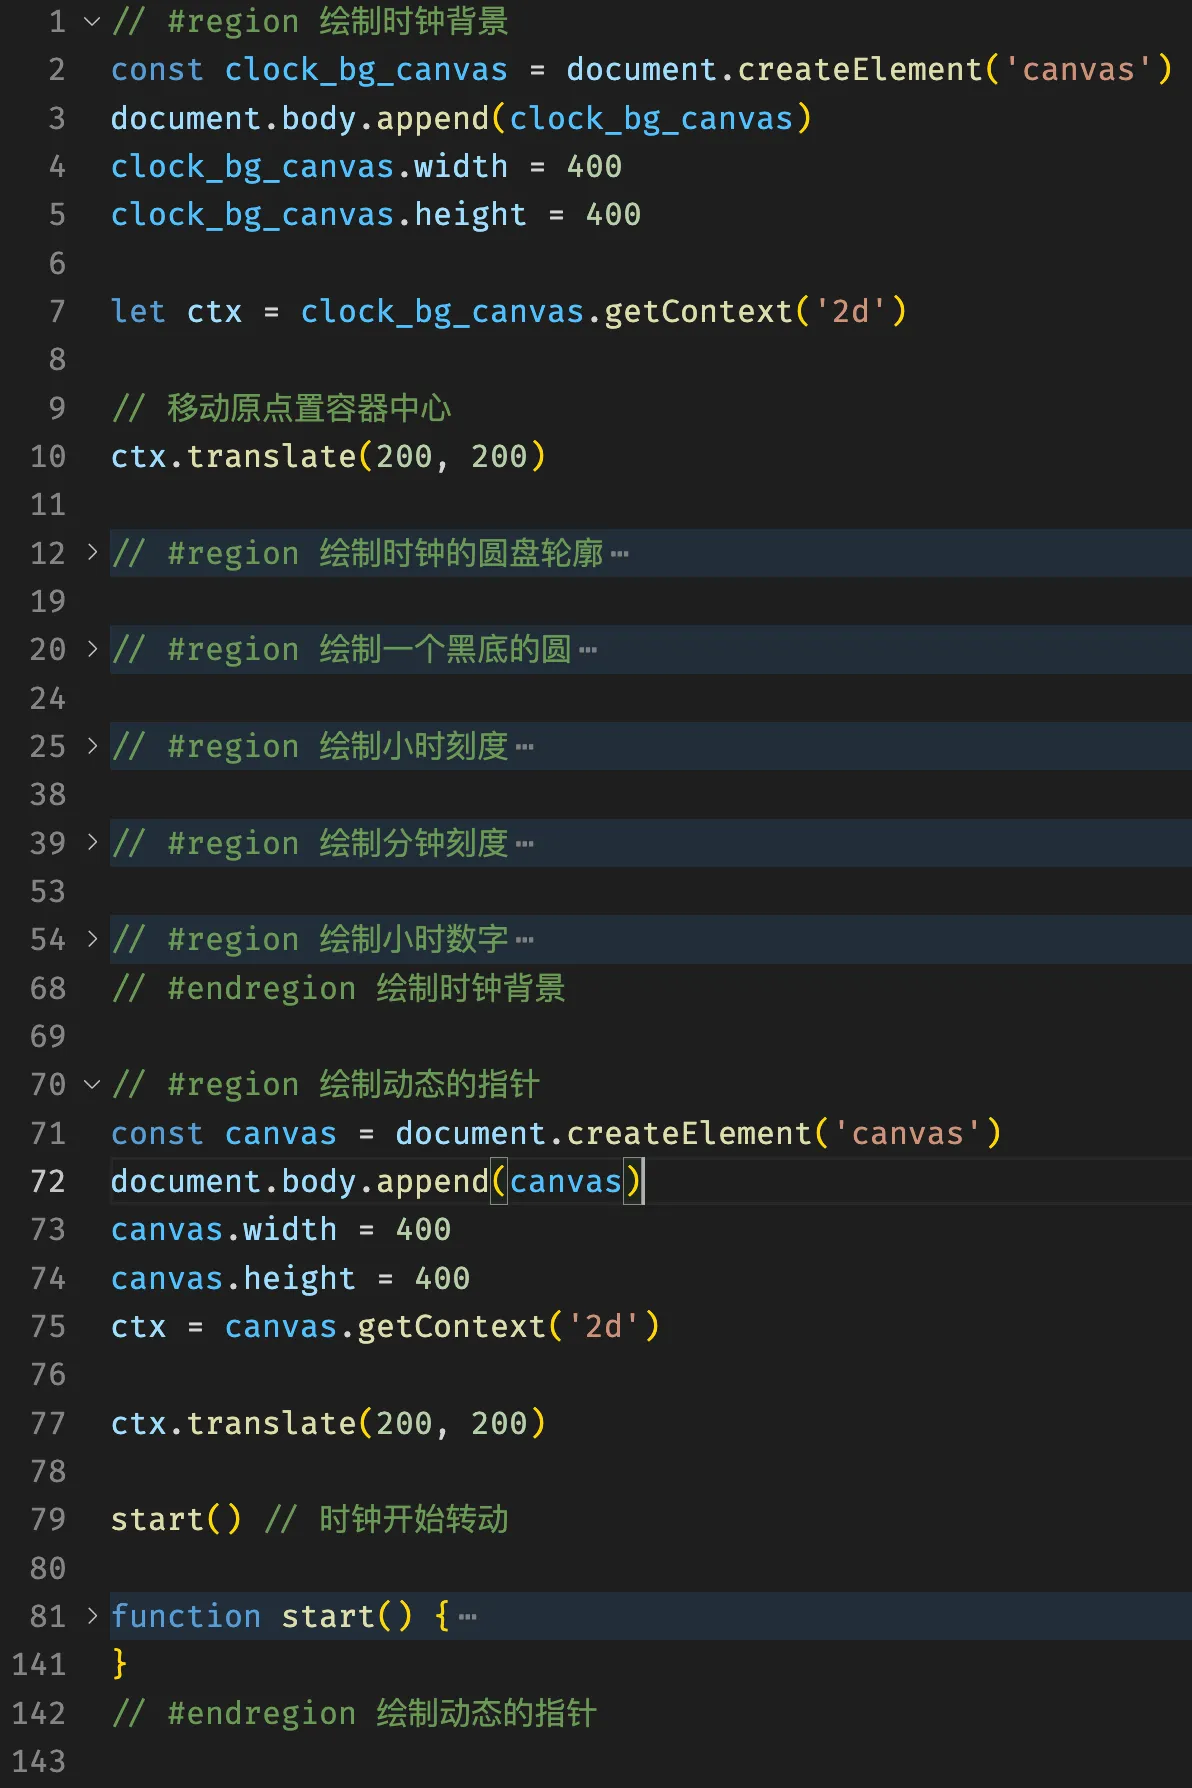 1 // #region 绘制时钟背景
2 const clock_bg_canvas = document.createElement('canvas')
3 document.body.append(clock_bg_canvas)
4 clock_bg_canvas.width = 400
5 clock_bg_canvas.height = 400
6
7 let ctx = clock_bg_canvas.getContext('2d')
8
9 // 移动原点置容器中心
10 ctx.translate(200, 200)
11
12 // #region 绘制时钟的圆盘轮廓…
19
20 // #region 绘制一个黑底的圆…
24
25 // #region 绘制小时刻度…
38
39 // #region 绘制分钟刻度…
53
54 // #region 绘制小时数字…
68 // #endregion 绘制时钟背景
69
70 // #region 绘制动态的指针
71 const canvas = document.createElement('canvas')
72 document.body.append(canvas)
73 canvas.width = 400
74 canvas.height = 400
75 ctx = canvas.getContext('2d')
76
77 ctx.translate(200, 200)
78
79 start() // 时钟开始转动
80
81 function start() {…
141 }
142 // #endregion 绘制动态的指针
143